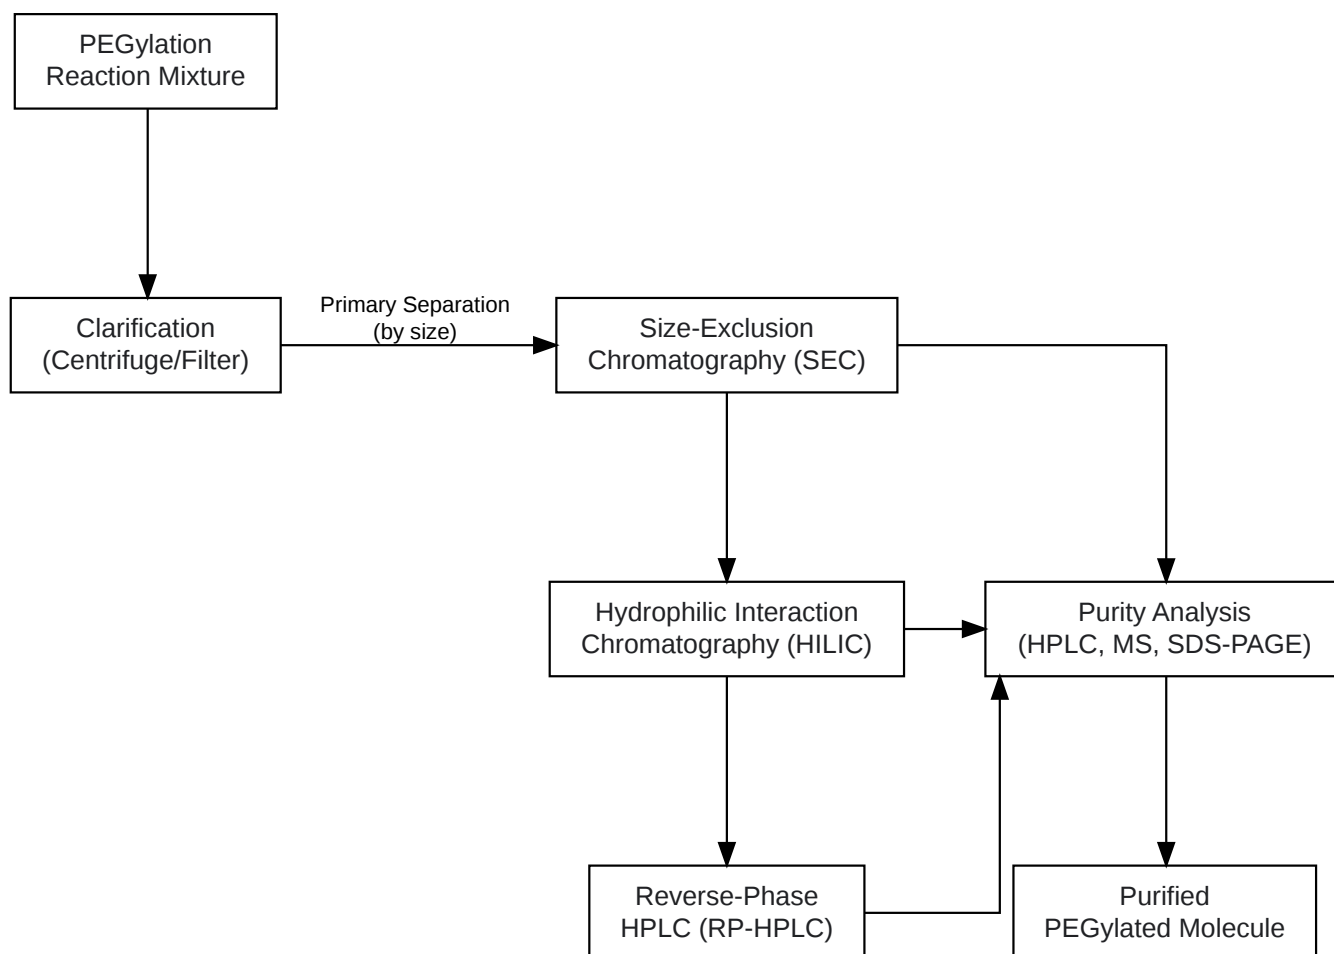 PEGylation
Reaction Mixture
Clarification
(Centrifuge/Filter)
Primary Separation
(by size)
Size-Exclusion
Chromatography (SEC)
Hydrophilic Interaction
Chromatography (HILIC)
Purity Analysis
(HPLC, MS, SDS-PAGE)
Reverse-Phase
HPLC (RP-HPLC)
Purified
PEGylated Molecule